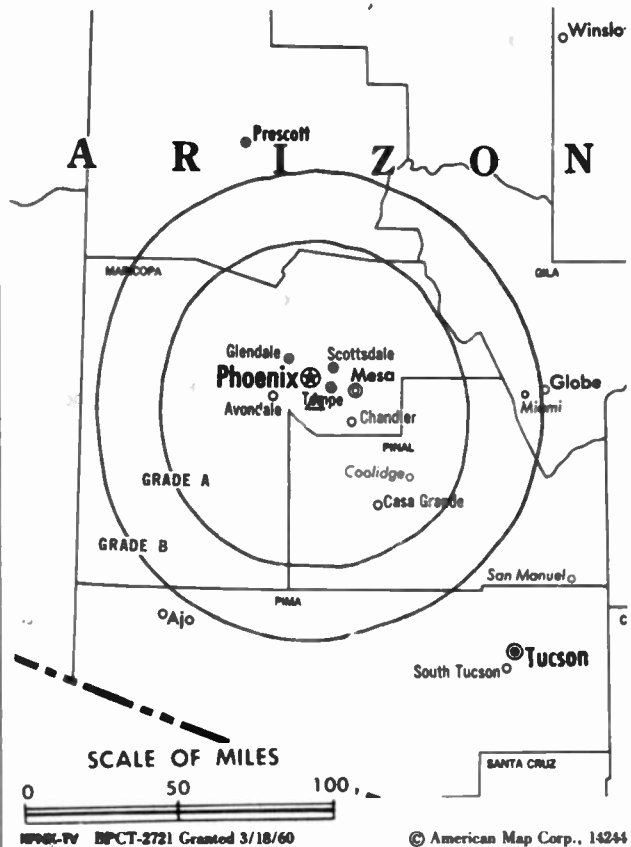 Winslo
Prescott
A R I Z O N
MARICOPA
GILA
Glendale
Scottsdale
Phoenix
Mesa
Tempe
Globe
Avondale
Miami
Chandler
PINAL
Coolidge
GRADE A
Casa Grande
GRADE B
San Manuel
PIMA
Ajo
C
Tucson
South Tucson
SCALE OF MILES
SANTA CRUZ
0 50 100
KPNX-TV BPCT-2721 Granted 3/18/60
© American Map Corp., 14244